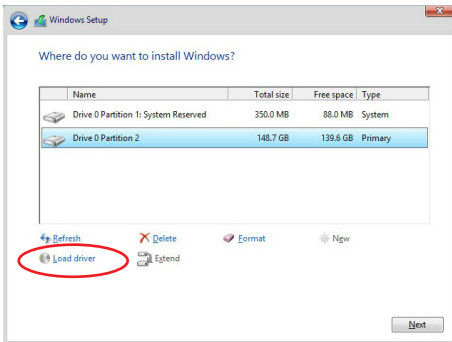 Windows Setup
Where do you want to install Windows?
Name Total size Free space Type
Drive 0 Partition 1: System Reserved 350.0 MB 88.0 MB System
Drive 0 Partition 2 148.7 GB 139.6 GB Primary
Refresh Delete Format New
Load driver Extend
Next